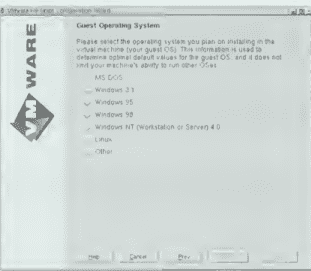 VMware
Guest Operating System
Please select the operating system you plan on installing in the
virtual machine (your guest OS). This information is used to
determine optimal default values for the guest OS, and it does not
limit your machine's ability to run other OSes.
MS DOS
Windows 3.1
Windows 95
Windows 98
Windows NT (Workstation or Server) 4.0
Linux
Other
VMWARE
Help
Cancel
Prev